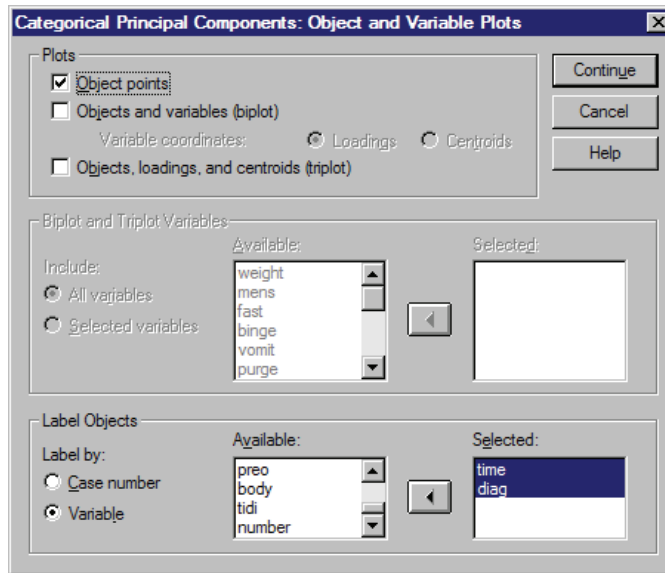 Categorical Principal Components: Object and Variable Plots
Plots
Object points
Objects and variables (biplot)
Variable coordinates: Loadings Centroids
Objects, loadings, and centroids (triplot)
Continue
Cancel
Help
Biplot and Triplot Variables
Include:
All variables
Selected variables
Available:
weight
mens
fast
binge
vomit
purge
Selected:
Label Objects
Label by:
Case number
Variable
Available:
preo
body
tidi
number
Selected:
time
diag